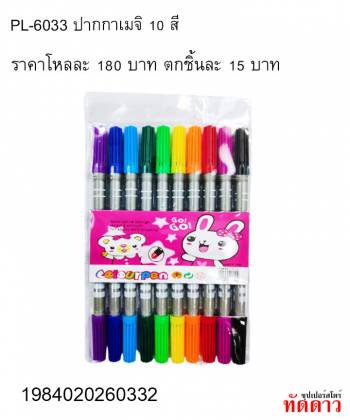 PL-6033 ปากกาเมจิ 10 สี
ราคาโหลละ 180 บาท ตกชิ้นละ 15 บาท
GO!
GO!
colourpen
1984020260332
ซุปเปอร์สโตร์
ทัดดาว